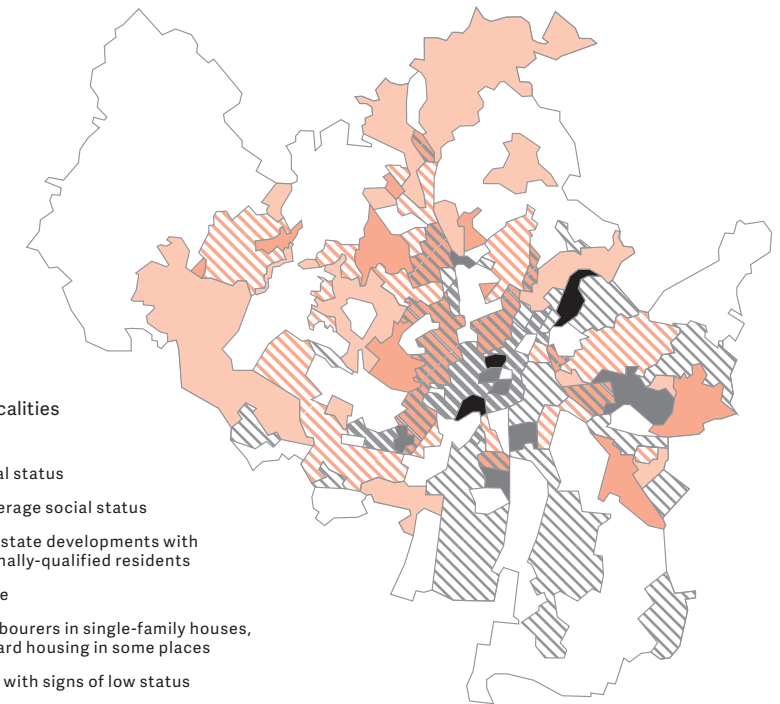 calities
al status
erage social status
state developments with
nally-qualified residents
e
bourers in single-family houses,
ard housing in some places
with signs of low status